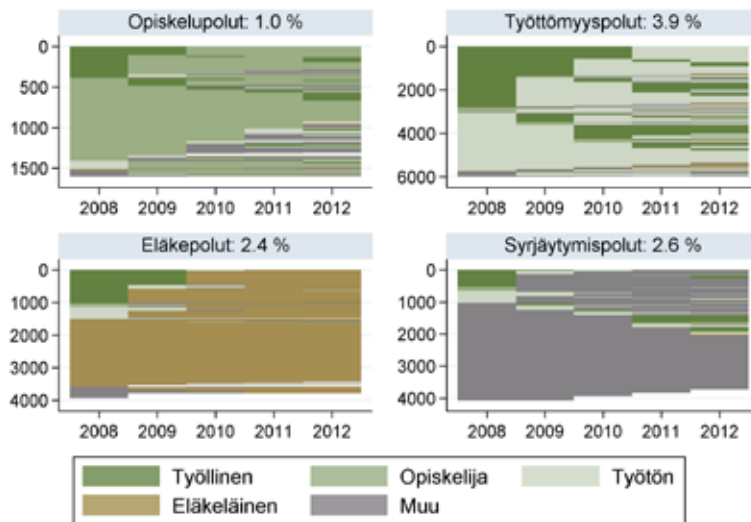 Opiskelupolut: 1.0 %
0
500
1000
1500
2008 2009 2010 2011 2012
Työttömyyspolut: 3.9 %
0
2000
4000
6000
2008 2009 2010 2011 2012
Eläkepolut: 2.4 %
0
1000
2000
3000
4000
2008 2009 2010 2011 2012
Syrjäytymispolut: 2.6 %
0
1000
2000
3000
4000
2008 2009 2010 2011 2012
Työllinen Opiskelija Työtön
Eläkeläinen Muu